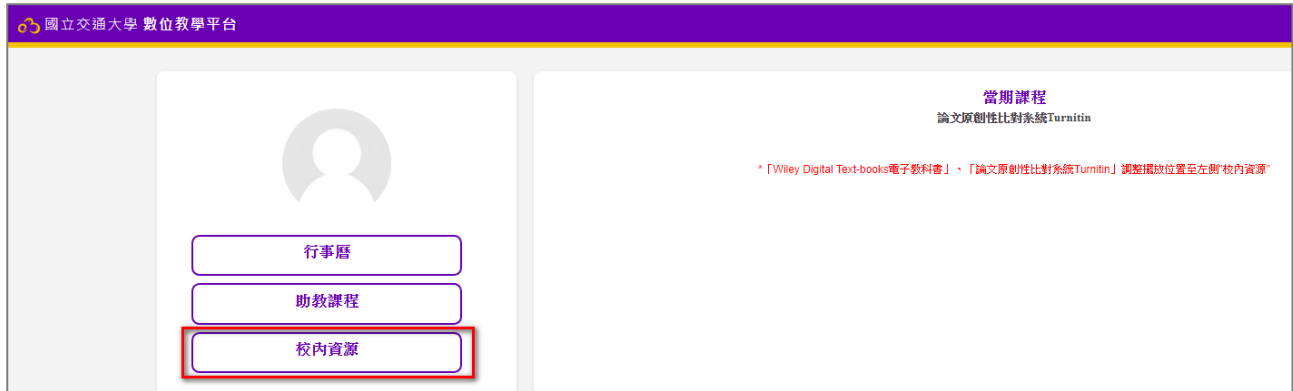 國立交通大學 數位教學平台
行事曆
助教課程
校內資源
當期課程
論文原創性比對系統Turnitin
*「Wiley Digital Text-books電子教科書」、「論文原創性比對系統Turnitin」調整擺放位置至左側"校內資源"